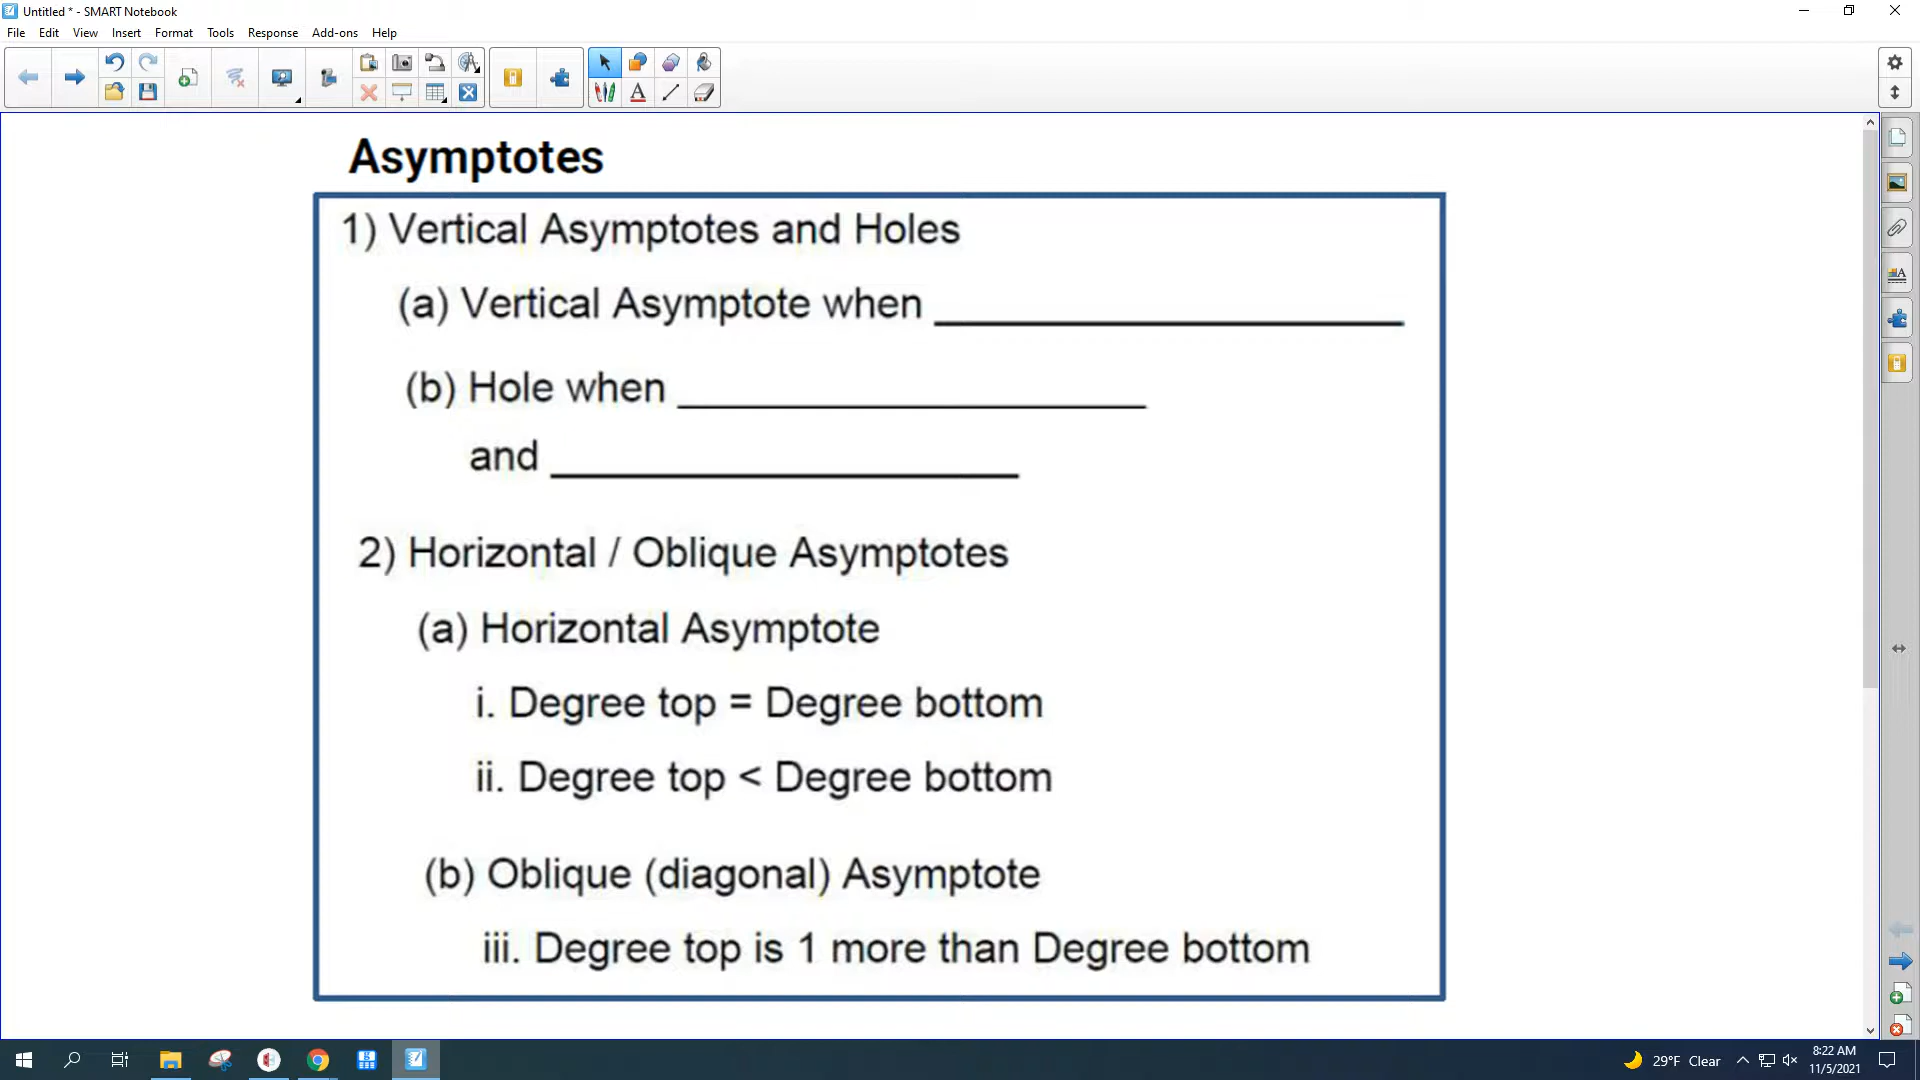 Untitled * - SMART Notebook
File Edit View Insert Format Tools Response Add-ons Help
Asymptotes
1) Vertical Asymptotes and Holes
(a) Vertical Asymptote when ____________________
(b) Hole when ____________________
and ____________________
2) Horizontal / Oblique Asymptotes
(a) Horizontal Asymptote
i. Degree top = Degree bottom
ii. Degree top < Degree bottom
(b) Oblique (diagonal) Asymptote
iii. Degree top is 1 more than Degree bottom
29°F Clear
8:22 AM
11/5/2021